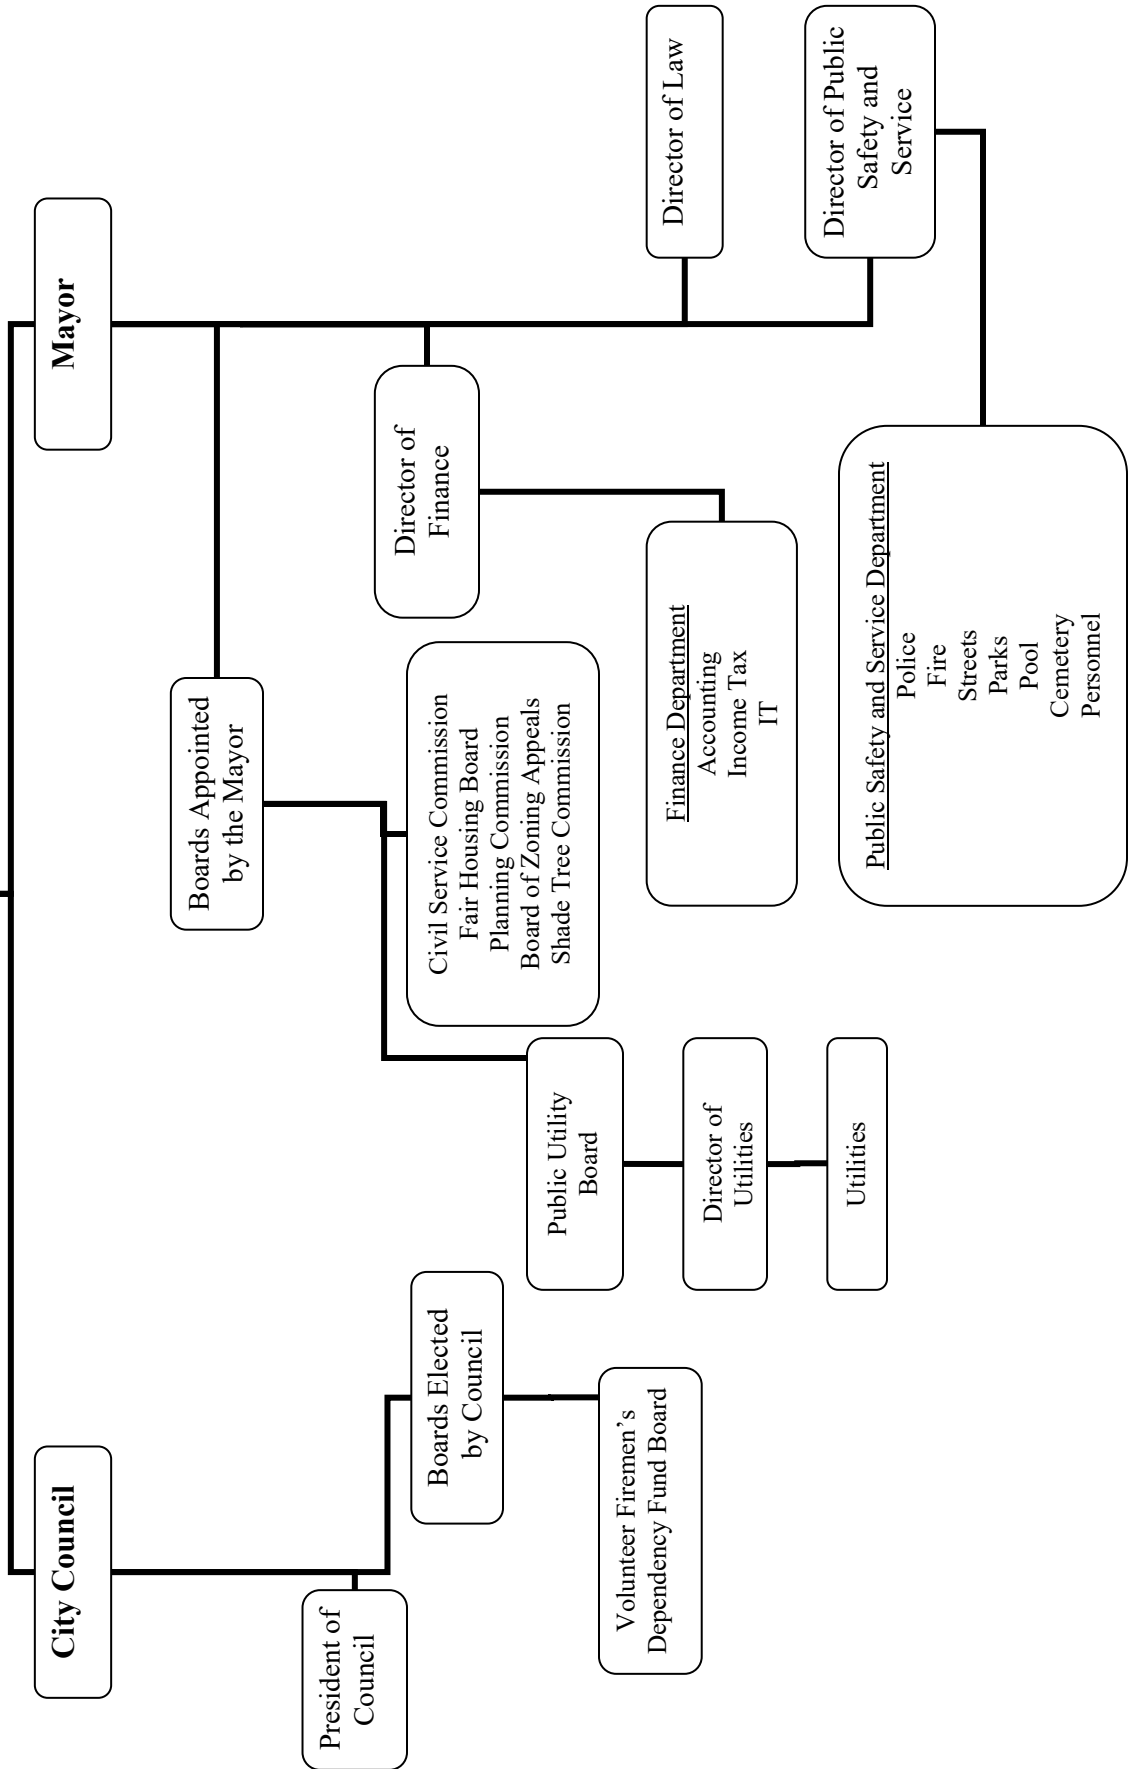 City Council
Mayor
Boards Appointed
by the Mayor
President of
Council
Director of
Finance
Boards Elected
by Council
Civil Service Commission
Fair Housing Board
Planning Commission
Board of Zoning Appeals
Shade Tree Commission
Public Utility
Board
Volunteer Firemen’s
Dependency Fund Board
Director of Law
Finance Department
Accounting
Income Tax
IT
Director of
Utilities
Director of Public
Safety and
Service
Utilities
Public Safety and Service Department
Police
Fire
Streets
Parks
Pool
Cemetery
Personnel